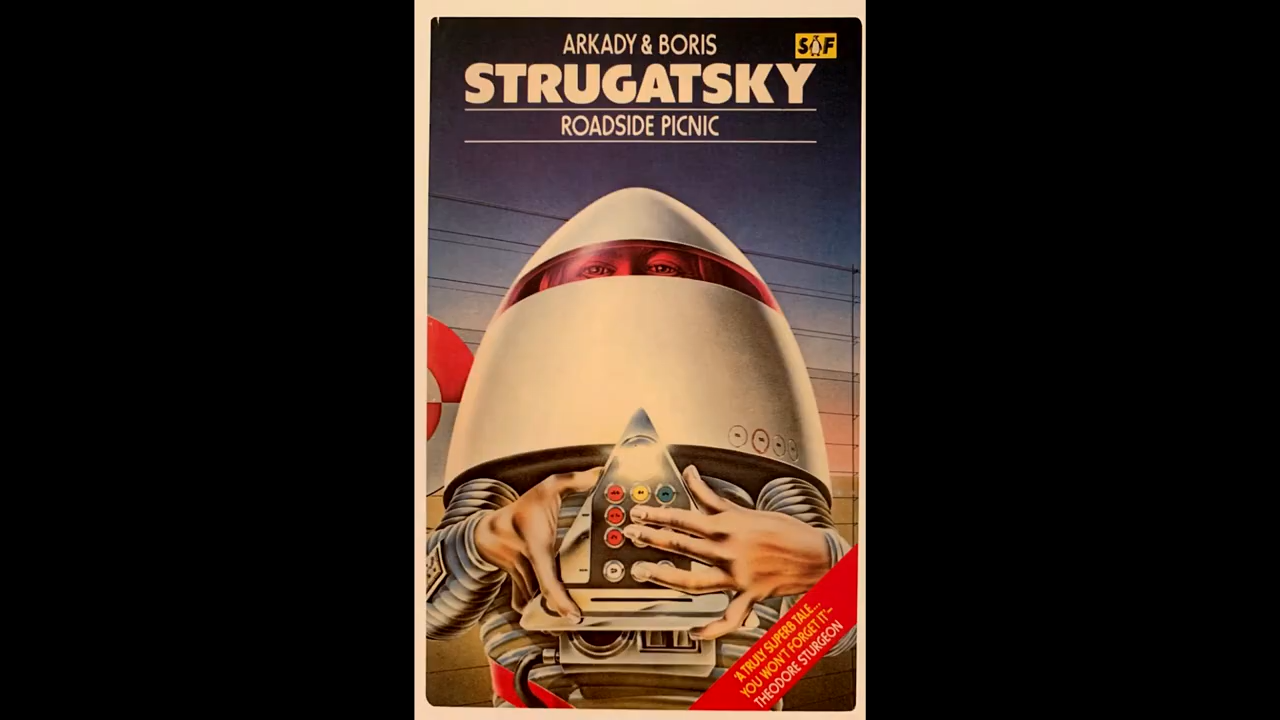 ARKADY & BORIS
SF
STRUGATSKY
ROADSIDE PICNIC
'A TRULY SUPERB TALE...
YOU WON'T FORGET IT'–
THEODORE STURGEON